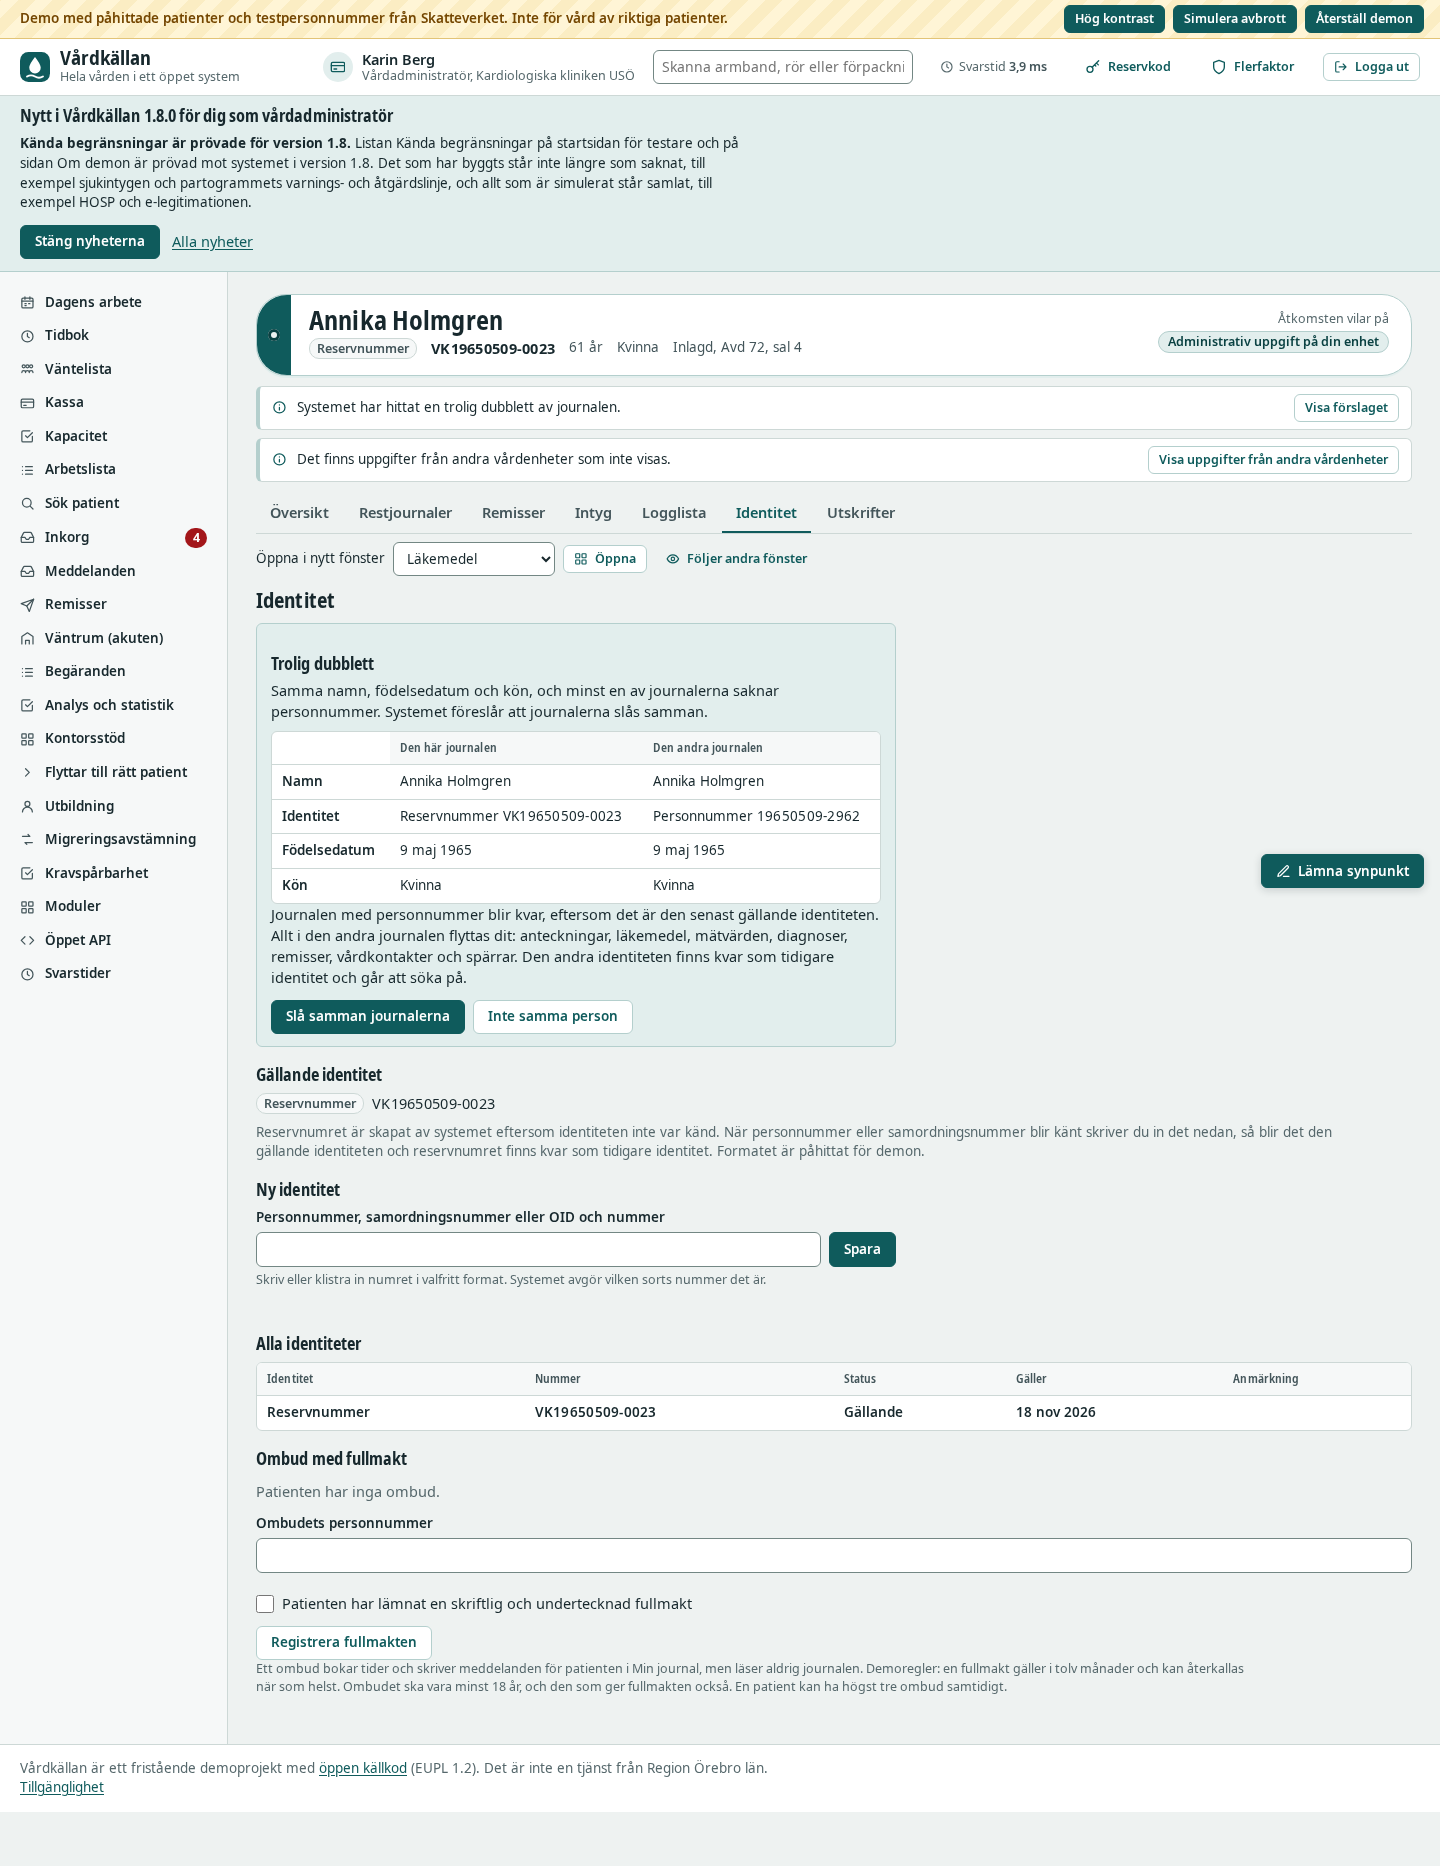 Demo med påhittade patienter och testpersonnummer från Skatteverket. Inte för vård av riktiga patienter.
Hög kontrast
Simulera avbrott
Återställ demon
Vårdkällan
Hela vården i ett öppet system
Karin Berg
Vårdadministratör, Kardiologiska kliniken USÖ
Skanna armband, rör eller förpackni
Svarstid 3,9 ms
Reservkod
Flerfaktor
Logga ut
Nytt i Vårdkällan 1.8.0 för dig som vårdadministratör
Kända begränsningar är prövade för version 1.8. Listan Kända begränsningar på startsidan för testare och på
sidan Om demon är prövad mot systemet i version 1.8. Det som har byggts står inte längre som saknat, till
exempel sjukintygen och partogrammets varnings- och åtgärdslinje, och allt som är simulerat står samlat, till
exempel HOSP och e-legitimationen.
Stäng nyheterna
Alla nyheter
Dagens arbete
Tidbok
Väntelista
Kassa
Kapacitet
Arbetslista
Sök patient
Inkorg
4
Meddelanden
Remisser
Väntrum (akuten)
Begäranden
Analys och statistik
Kontorsstöd
Flyttar till rätt patient
Utbildning
Migreringsavstämning
Kravspårbarhet
Moduler
Öppet API
Svarstider
Annika Holmgren
Reservnummer VK19650509-0023 61 år Kvinna Inlagd, Avd 72, sal 4
Åtkomsten vilar på
Administrativ uppgift på din enhet
Systemet har hittat en trolig dubblett av journalen.
Visa förslaget
Det finns uppgifter från andra vårdenheter som inte visas.
Visa uppgifter från andra vårdenheter
Översikt Restjournaler Remisser Intyg Logglista Identitet Utskrifter
Öppna i nytt fönster Läkemedel Öppna Följer andra fönster
Identitet
Trolig dubblett
Samma namn, födelsedatum och kön, och minst en av journalerna saknar
personnummer. Systemet föreslår att journalerna slås samman.
Den här journalen Den andra journalen
Namn Annika Holmgren Annika Holmgren
Identitet Reservnummer VK19650509-0023 Personnummer 19650509-2962
Födelsedatum 9 maj 1965 9 maj 1965
Kön Kvinna Kvinna
Journalen med personnummer blir kvar, eftersom det är den senast gällande identiteten.
Allt i den andra journalen flyttas dit: anteckningar, läkemedel, mätvärden, diagnoser,
remisser, vårdkontakter och spärrar. Den andra identiteten finns kvar som tidigare
identitet och går att söka på.
Slå samman journalerna
Inte samma person
Lämna synpunkt
Gällande identitet
Reservnummer VK19650509-0023
Reservnumret är skapat av systemet eftersom identiteten inte var känd. När personnummer eller samordningsnummer blir känt skriver du in det nedan, så blir det den
gällande identiteten och reservnumret finns kvar som tidigare identitet. Formatet är påhittat för demon.
Ny identitet
Personnummer, samordningsnummer eller OID och nummer
Spara
Skriv eller klistra in numret i valfritt format. Systemet avgör vilken sorts nummer det är.
Alla identiteter
Identitet Nummer Status Gäller Anmärkning
Reservnummer VK19650509-0023 Gällande 18 nov 2026
Ombud med fullmakt
Patienten har inga ombud.
Ombudets personnummer
Patienten har lämnat en skriftlig och undertecknad fullmakt
Registrera fullmakten
Ett ombud bokar tider och skriver meddelanden för patienten i Min journal, men läser aldrig journalen. Demoregler: en fullmakt gäller i tolv månader och kan återkallas
när som helst. Ombudet ska vara minst 18 år, och den som ger fullmakten också. En patient kan ha högst tre ombud samtidigt.
Vårdkällan är ett fristående demoprojekt med öppen källkod (EUPL 1.2). Det är inte en tjänst från Region Örebro län.
Tillgänglighet